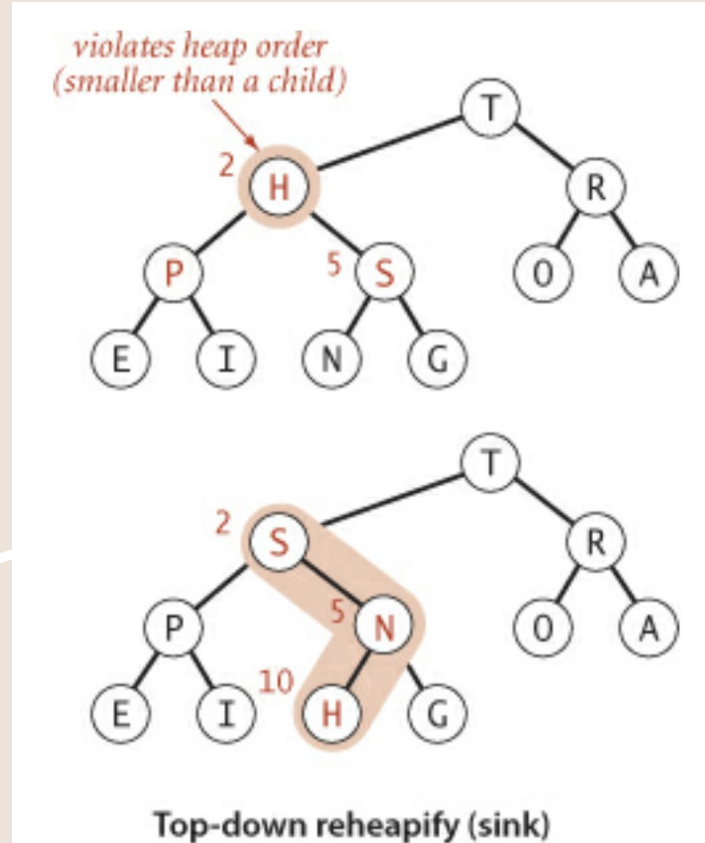 violates heap order
(smaller than a child)
T
2 H R
P 5 S O A
E I N G
T
2 S R
P 5 N O A
E I 10 H G
Top-down reheapify (sink)